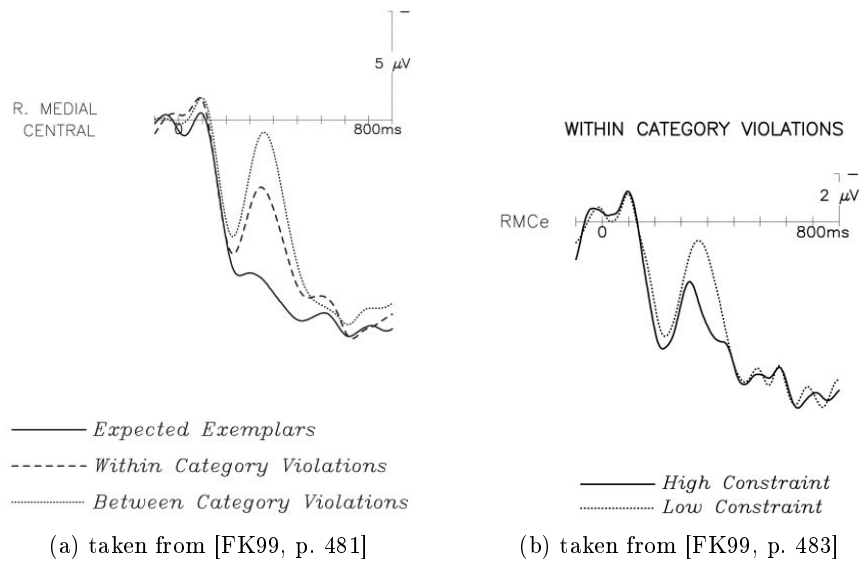 5 µV
R. MEDIAL
CENTRAL
0
800ms
Expected Exemplars
Within Category Violations
Between Category Violations
(a) taken from [FK99, p. 481]
WITHIN CATEGORY VIOLATIONS
2 µV
RMCe
0
800ms
High Constraint
Low Constraint
(b) taken from [FK99, p. 483]